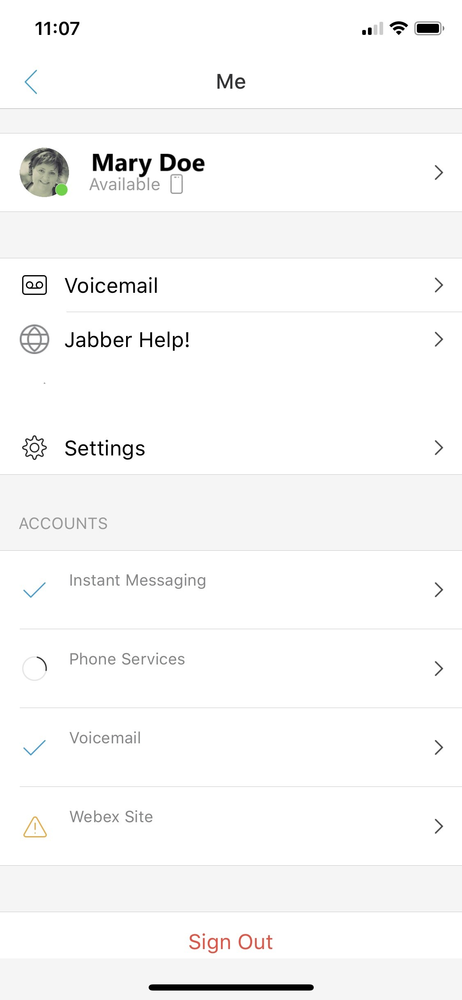 11:07
Me
Mary Doe
Available
Voicemail
Jabber Help!
Settings
ACCOUNTS
Instant Messaging
Phone Services
Voicemail
Webex Site
Sign Out